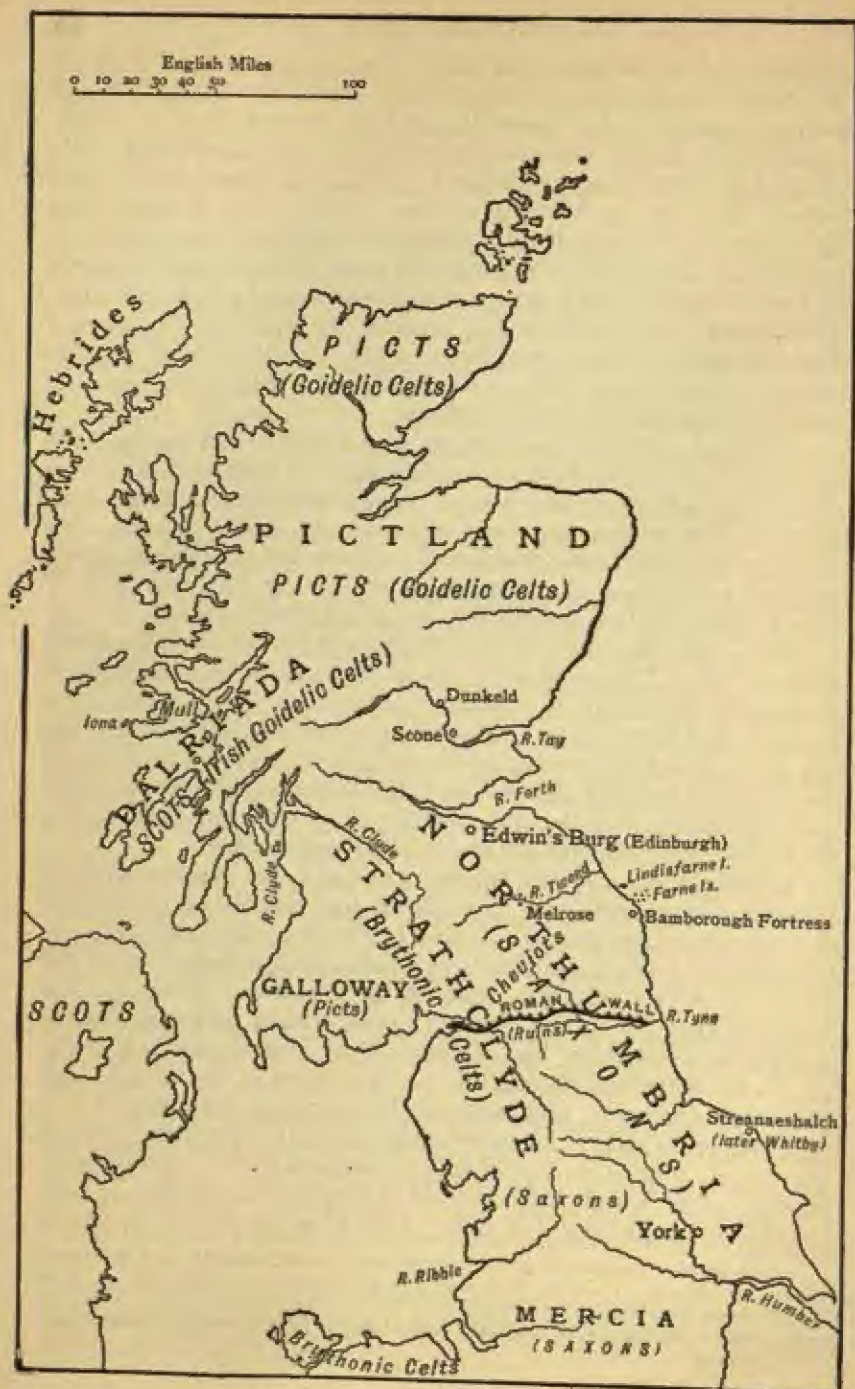 English Miles
0 10 20 30 40 50 100
Hebrides
PICTS
(Goidelic Celts)
PICTLAND
PICTS (Goidelic Celts)
DALRIADA
SCOTS (Irish Goidelic Celts)
Mull
Iona
Dunkeld
Scone
R. Tay
R. Forth
R. Clyde
R. Clyde
Edwin's Burg (Edinburgh)
Lindisfarne I.
Farne Is.
R. Tweed
Melrose
Bamborough Fortress
NORTHUMBRIA
(SAXONS)
STRATHCLYDE
(Brythonic Celts)
Cheviots
GALLOWAY
(Picts)
SCOTS
ROMAN WALL
(Ruins)
R. Tyne
Streanaeshalch
(later Whitby)
(Saxons)
York
R. Ribble
R. Humber
MERCIA
(SAXONS)
Brythonic Celts